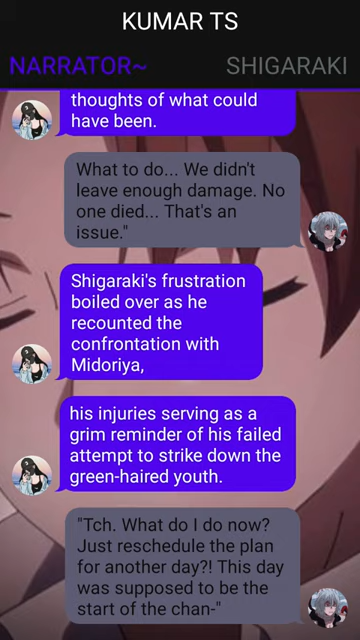 KUMAR TS
NARRATOR~ SHIGARAKI
thoughts of what could
have been.
What to do... We didn't
leave enough damage. No
one died... That's an
issue."
Shigaraki's frustration
boiled over as he
recounted the
confrontation with
Midoriya,
his injuries serving as a
grim reminder of his failed
attempt to strike down the
green-haired youth.
"Tch. What do I do now?
Just reschedule the plan
for another day?! This day
was supposed to be the
start of the chan-"